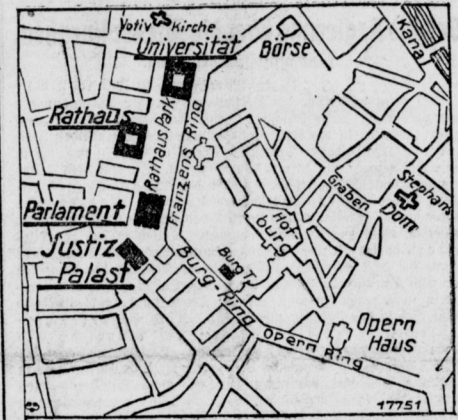 Votiv Kirche
Universität
Börse
Kana
Rathaus
Rathaus Park
Franzens Ring
Parlament
Justiz
Palast
Burg-Ring
Burg T.
Hof
burg
Graben
Stephans
Dom
Opern
Haus
Opern Ring
17751